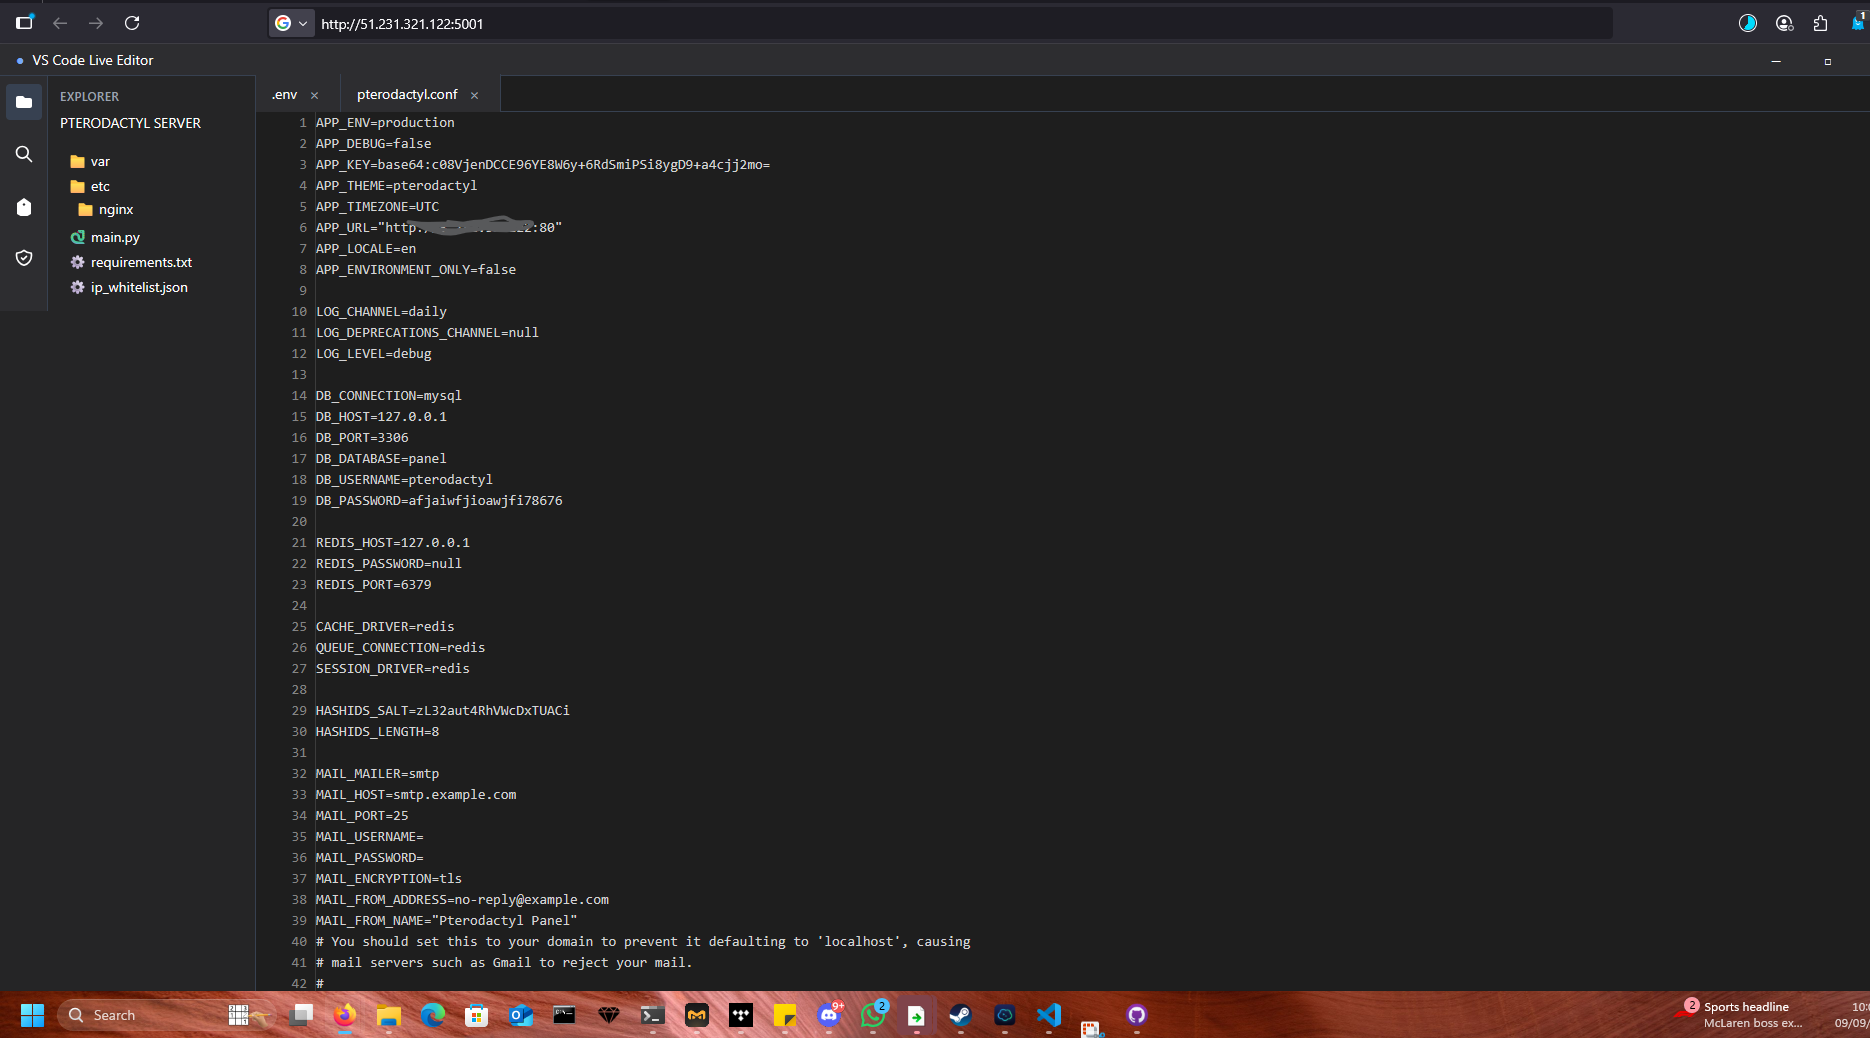 http://51.231.321.122:5001
1
VS Code Live Editor
EXPLORER
PTERODACTYL SERVER
var
etc
nginx
main.py
requirements.txt
ip_whitelist.json
.env
pterodactyl.conf
1 APP_ENV=production
2 APP_DEBUG=false
3 APP_KEY=base64:c08VjenDCCE96YE8W6y+6RdSmiPSi8ygD9+a4cjj2mo=
4 APP_THEME=pterodactyl
5 APP_TIMEZONE=UTC
6 APP_URL="http:/ :80"
7 APP_LOCALE=en
8 APP_ENVIRONMENT_ONLY=false
9
10 LOG_CHANNEL=daily
11 LOG_DEPRECATIONS_CHANNEL=null
12 LOG_LEVEL=debug
13
14 DB_CONNECTION=mysql
15 DB_HOST=127.0.0.1
16 DB_PORT=3306
17 DB_DATABASE=panel
18 DB_USERNAME=pterodactyl
19 DB_PASSWORD=afjaiwfjioawjfi78676
20
21 REDIS_HOST=127.0.0.1
22 REDIS_PASSWORD=null
23 REDIS_PORT=6379
24
25 CACHE_DRIVER=redis
26 QUEUE_CONNECTION=redis
27 SESSION_DRIVER=redis
28
29 HASHIDS_SALT=zL32aut4RhVWcDxTUACi
30 HASHIDS_LENGTH=8
31
32 MAIL_MAILER=smtp
33 MAIL_HOST=smtp.example.com
34 MAIL_PORT=25
35 MAIL_USERNAME=
36 MAIL_PASSWORD=
37 MAIL_ENCRYPTION=tls
38 MAIL_FROM_ADDRESS=no-reply@example.com
39 MAIL_FROM_NAME="Pterodactyl Panel"
40 # You should set this to your domain to prevent it defaulting to 'localhost', causing
41 # mail servers such as Gmail to reject your mail.
42 #
Search
9+
2
2
Sports headline
McLaren boss ex...
10:0
09/09/